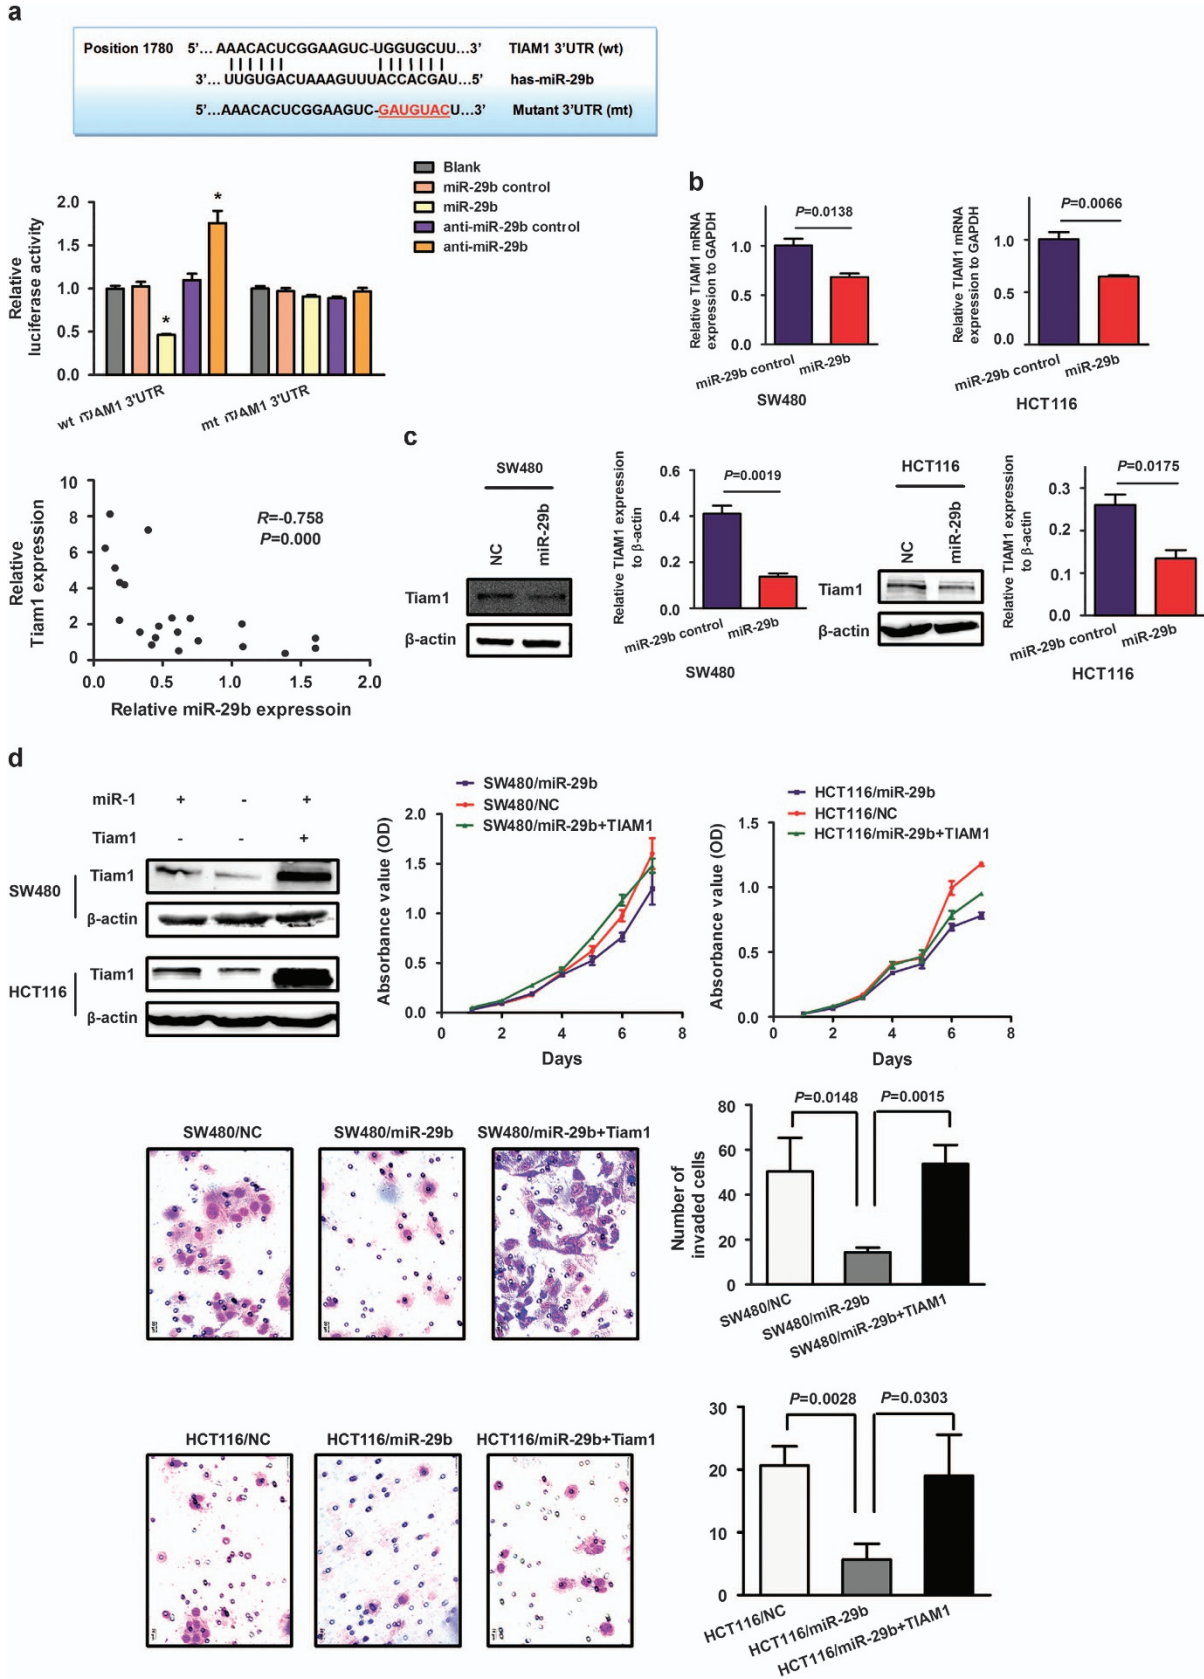 a
Position 1780 5'... AAACACUCGGAAGUC-UGGUGCUU...3' TIAM1 3'UTR (wt)
3'... UUGUGACUAAAGUUUACCACGAU...5' has-miR-29b
5'...AAACACUCGGAAGUC-GAUGUACU...3' Mutant 3'UTR (mt)
Blank
miR-29b control
miR-29b
anti-miR-29b control
anti-miR-29b
Relative
luciferase activity
2.0
1.5
1.0
0.5
0.0
*
*
wt
3'UTR
mt
3'UTR
b
Relative TIAM1 mRNA
expression to GAPDH
P=0.0138
1.0
0.5
0.0
miR-29b control
miR-29b
SW480
Relative TIAM1 mRNA
expression to GAPDH
P=0.0066
1.0
0.5
0.0
miR-29b control
miR-29b
HCT116
Relative
Tiam1 expression
10
8
6
4
2
0
R=-0.758
P=0.000
0.0 0.5 1.0 1.5 2.0
Relative miR-29b expressoin
c
SW480
NC
miR-29b
Tiam1
β-actin
Relative TIAM1 expression
to β-actin
P=0.0019
0.6
0.4
0.2
0.0
miR-29b control
miR-29b
SW480
HCT116
NC
miR-29b
Tiam1
β-actin
Relative TIAM1 expression
to β-actin
P=0.0175
0.3
0.2
0.1
0.0
miR-29b control
miR-29b
HCT116
d
miR-1 + - +
Tiam1 - - +
SW480
Tiam1
β-actin
HCT116
Tiam1
β-actin
SW480/miR-29b
SW480/NC
SW480/miR-29b+TIAM1
Absorbance value (OD)
2.0
1.5
1.0
0.5
0.0
0 2 4 6 8
Days
HCT116/miR-29b
HCT116/NC
HCT116/miR-29b+TIAM1
Absorbance value (OD)
1.5
1.0
0.5
0.0
0 2 4 6 8
Days
SW480/NC
SW480/miR-29b
SW480/miR-29b+Tiam1
Number of
invaded cells
P=0.0148
P=0.0015
80
60
40
20
0
SW480/NC
SW480/miR-29b
SW480/miR-29b+TIAM1
HCT116/NC
HCT116/miR-29b
HCT116/miR-29b+Tiam1
P=0.0028
P=0.0303
30
20
10
0
HCT116/NC
HCT116/miR-29b
HCT116/miR-29b+TIAM1